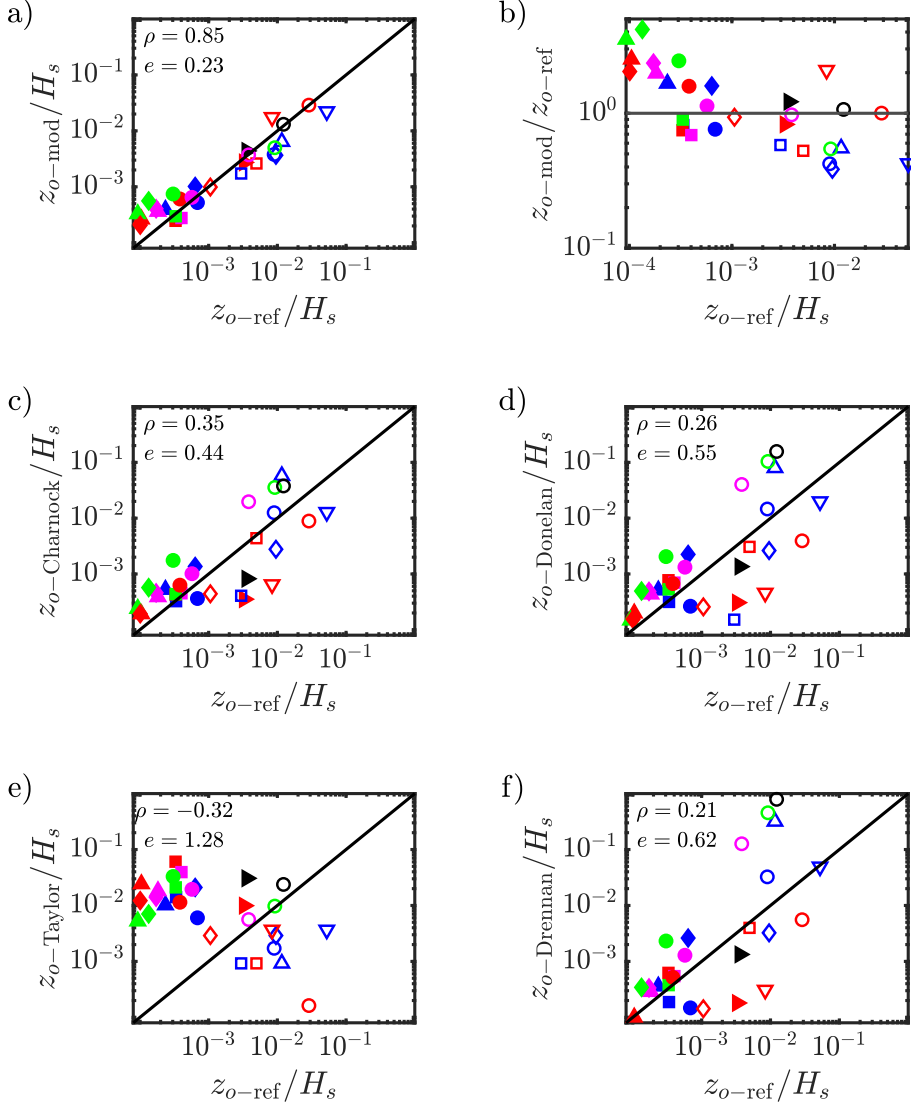 a)
ρ = 0.85
e = 0.23
10⁻¹
10⁻²
10⁻³
z_{o−mod}/H_s
10⁻³ 10⁻² 10⁻¹
z_{o−ref}/H_s
b)
10⁰
10⁻¹
z_{o−mod}/z_{o−ref}
10⁻⁴ 10⁻³ 10⁻²
z_{o−ref}/H_s
c)
ρ = 0.35
e = 0.44
10⁻¹
10⁻²
10⁻³
z_{o−Charnock}/H_s
10⁻³ 10⁻² 10⁻¹
z_{o−ref}/H_s
d)
ρ = 0.26
e = 0.55
10⁻¹
10⁻²
10⁻³
z_{o−Donelan}/H_s
10⁻³ 10⁻² 10⁻¹
z_{o−ref}/H_s
e)
ρ = −0.32
e = 1.28
10⁻¹
10⁻²
10⁻³
z_{o−Taylor}/H_s
10⁻³ 10⁻² 10⁻¹
z_{o−ref}/H_s
f)
ρ = 0.21
e = 0.62
10⁻¹
10⁻²
10⁻³
z_{o−Drennan}/H_s
10⁻³ 10⁻² 10⁻¹
z_{o−ref}/H_s